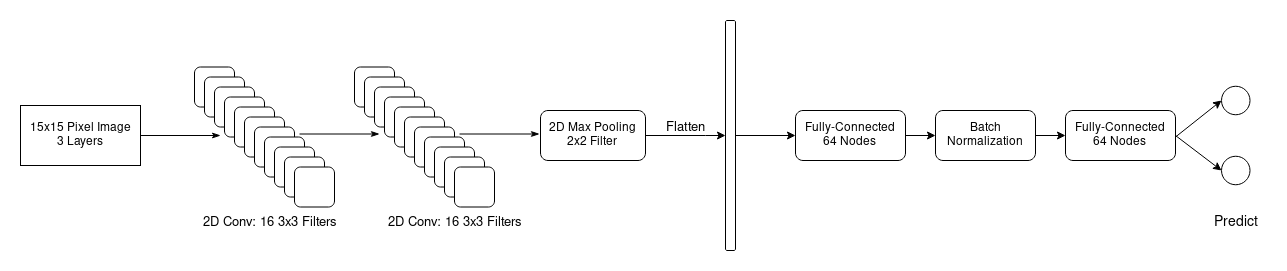 15x15 Pixel Image
3 Layers
2D Conv: 16 3x3 Filters
2D Conv: 16 3x3 Filters
2D Max Pooling
2x2 Filter
Flatten
Fully-Connected
64 Nodes
Batch
Normalization
Fully-Connected
64 Nodes
Predict